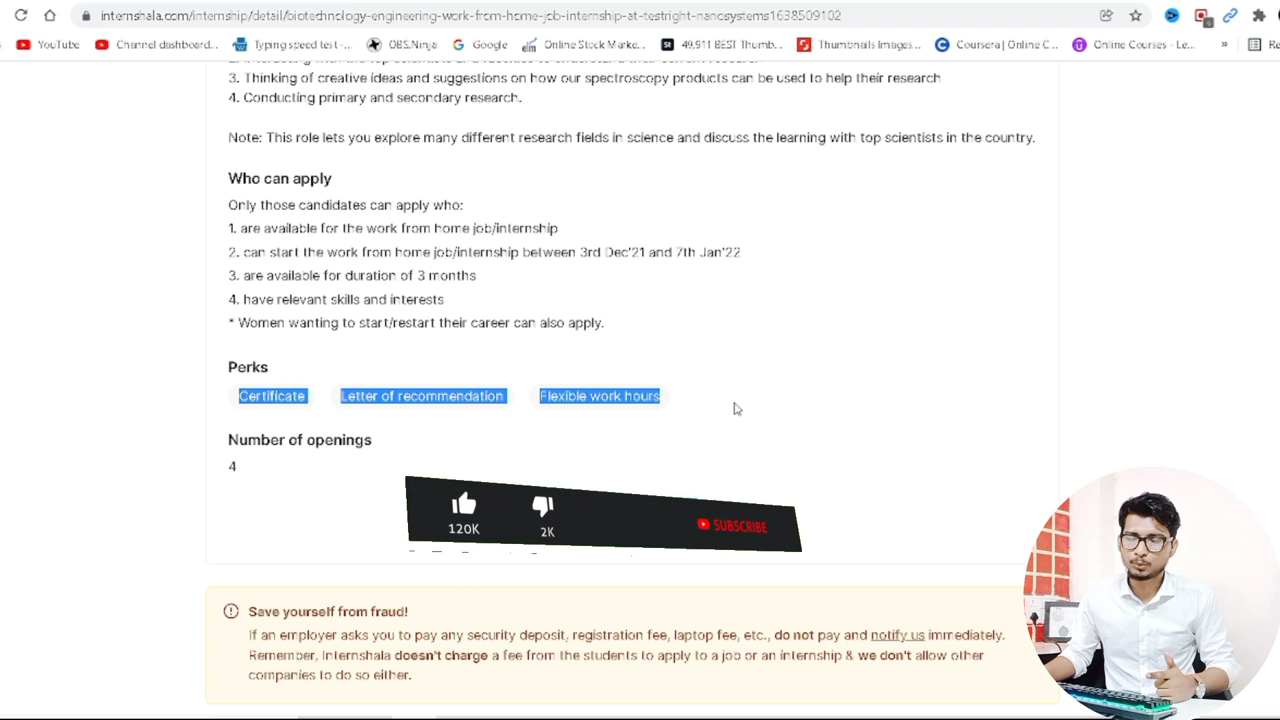 internshala.com/internship/detail/biotechnology-engineering-work-from-home-job-internship-at-testright-nanosystems1638509102
YouTube Channel dashboard... Typing speed test -... OBS.Ninja Google Online Stock Marke... 49,911 BEST Thumb... Thumbnails Images... Coursera | Online C... Online Courses - Le... » Re
3. Thinking of creative ideas and suggestions on how our spectroscopy products can be used to help their research
4. Conducting primary and secondary research.
Note: This role lets you explore many different research fields in science and discuss the learning with top scientists in the country.
Who can apply
Only those candidates can apply who:
1. are available for the work from home job/internship
2. can start the work from home job/internship between 3rd Dec'21 and 7th Jan'22
3. are available for duration of 3 months
4. have relevant skills and interests
* Women wanting to start/restart their career can also apply.
Perks
Certificate Letter of recommendation Flexible work hours
Number of openings
4
120K 2K SUBSCRIBE
Save yourself from fraud!
If an employer asks you to pay any security deposit, registration fee, laptop fee, etc., do not pay and notify us immediately.
Remember, Internshala doesn't charge a fee from the students to apply to a job or an internship & we don't allow other
companies to do so either.